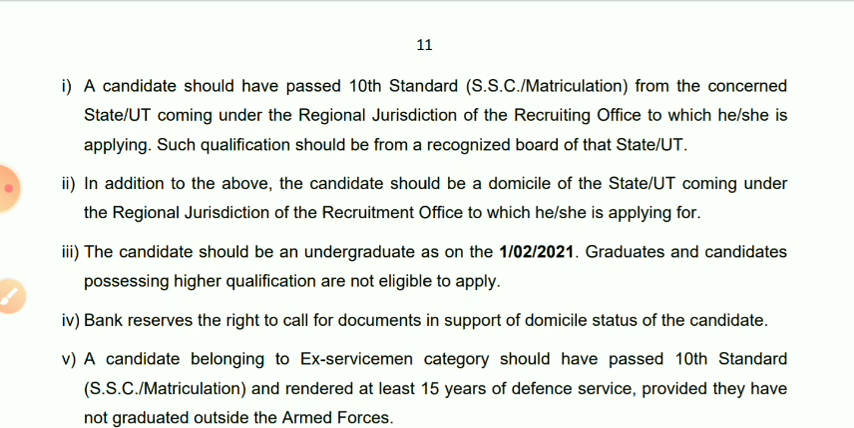 11
i) A candidate should have passed 10th Standard (S.S.C./Matriculation) from the concerned
State/UT coming under the Regional Jurisdiction of the Recruiting Office to which he/she is
applying. Such qualification should be from a recognized board of that State/UT.
ii) In addition to the above, the candidate should be a domicile of the State/UT coming under
the Regional Jurisdiction of the Recruitment Office to which he/she is applying for.
iii) The candidate should be an undergraduate as on the 1/02/2021. Graduates and candidates
possessing higher qualification are not eligible to apply.
iv) Bank reserves the right to call for documents in support of domicile status of the candidate.
v) A candidate belonging to Ex-servicemen category should have passed 10th Standard
(S.S.C./Matriculation) and rendered at least 15 years of defence service, provided they have
not graduated outside the Armed Forces.